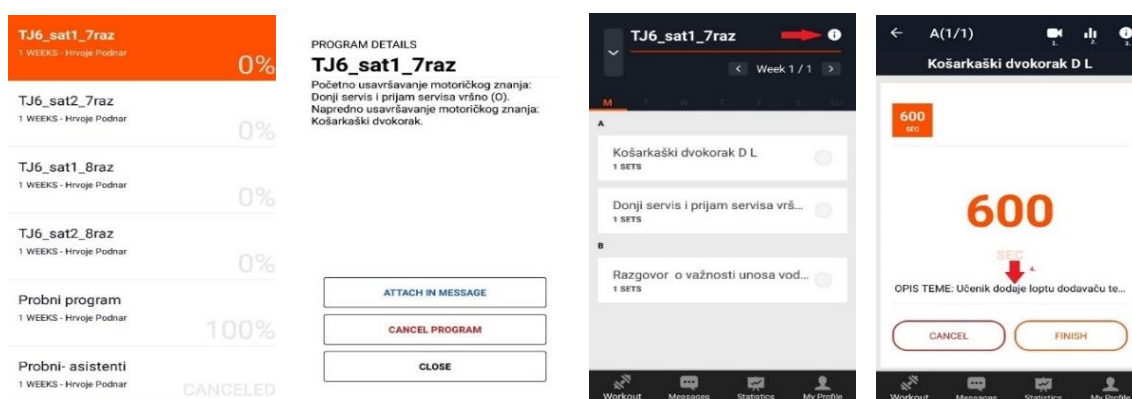 TJ6_sat1_7raz
1 WEEKS - Hrvoje Podnar
0%
TJ6_sat2_7raz
1 WEEKS - Hrvoje Podnar
0%
TJ6_sat1_8raz
1 WEEKS - Hrvoje Podnar
0%
TJ6_sat2_8raz
1 WEEKS - Hrvoje Podnar
0%
Probni program
1 WEEKS - Hrvoje Podnar
100%
Probni- asistenti
1 WEEKS - Hrvoje Podnar
CANCELED
PROGRAM DETAILS
TJ6_sat1_7raz
Početno usavršavanje motoričkog znanja:
Donji servis i prijam servisa vršno (O).
Napredno usavršavanje motoričkog znanja:
Košarkaški dvokorak.
ATTACH IN MESSAGE
CANCEL PROGRAM
CLOSE
TJ6_sat1_7raz
< Week 1 / 1 >
M T W T F S SU
A
Košarkaški dvokorak D L
1 SETS
Donji servis i prijam servisa vrš...
1 SETS
B
Razgovor o važnosti unosa vod...
1 SETS
Workout Messages Statistics My Profile
A(1/1)
1. 2. 3.
Košarkaški dvokorak D L
600
SEC
600
SEC
4.
OPIS TEME: Učenik dodaje loptu dodavaču te...
CANCEL FINISH
Workout Messages Statistics My Profile